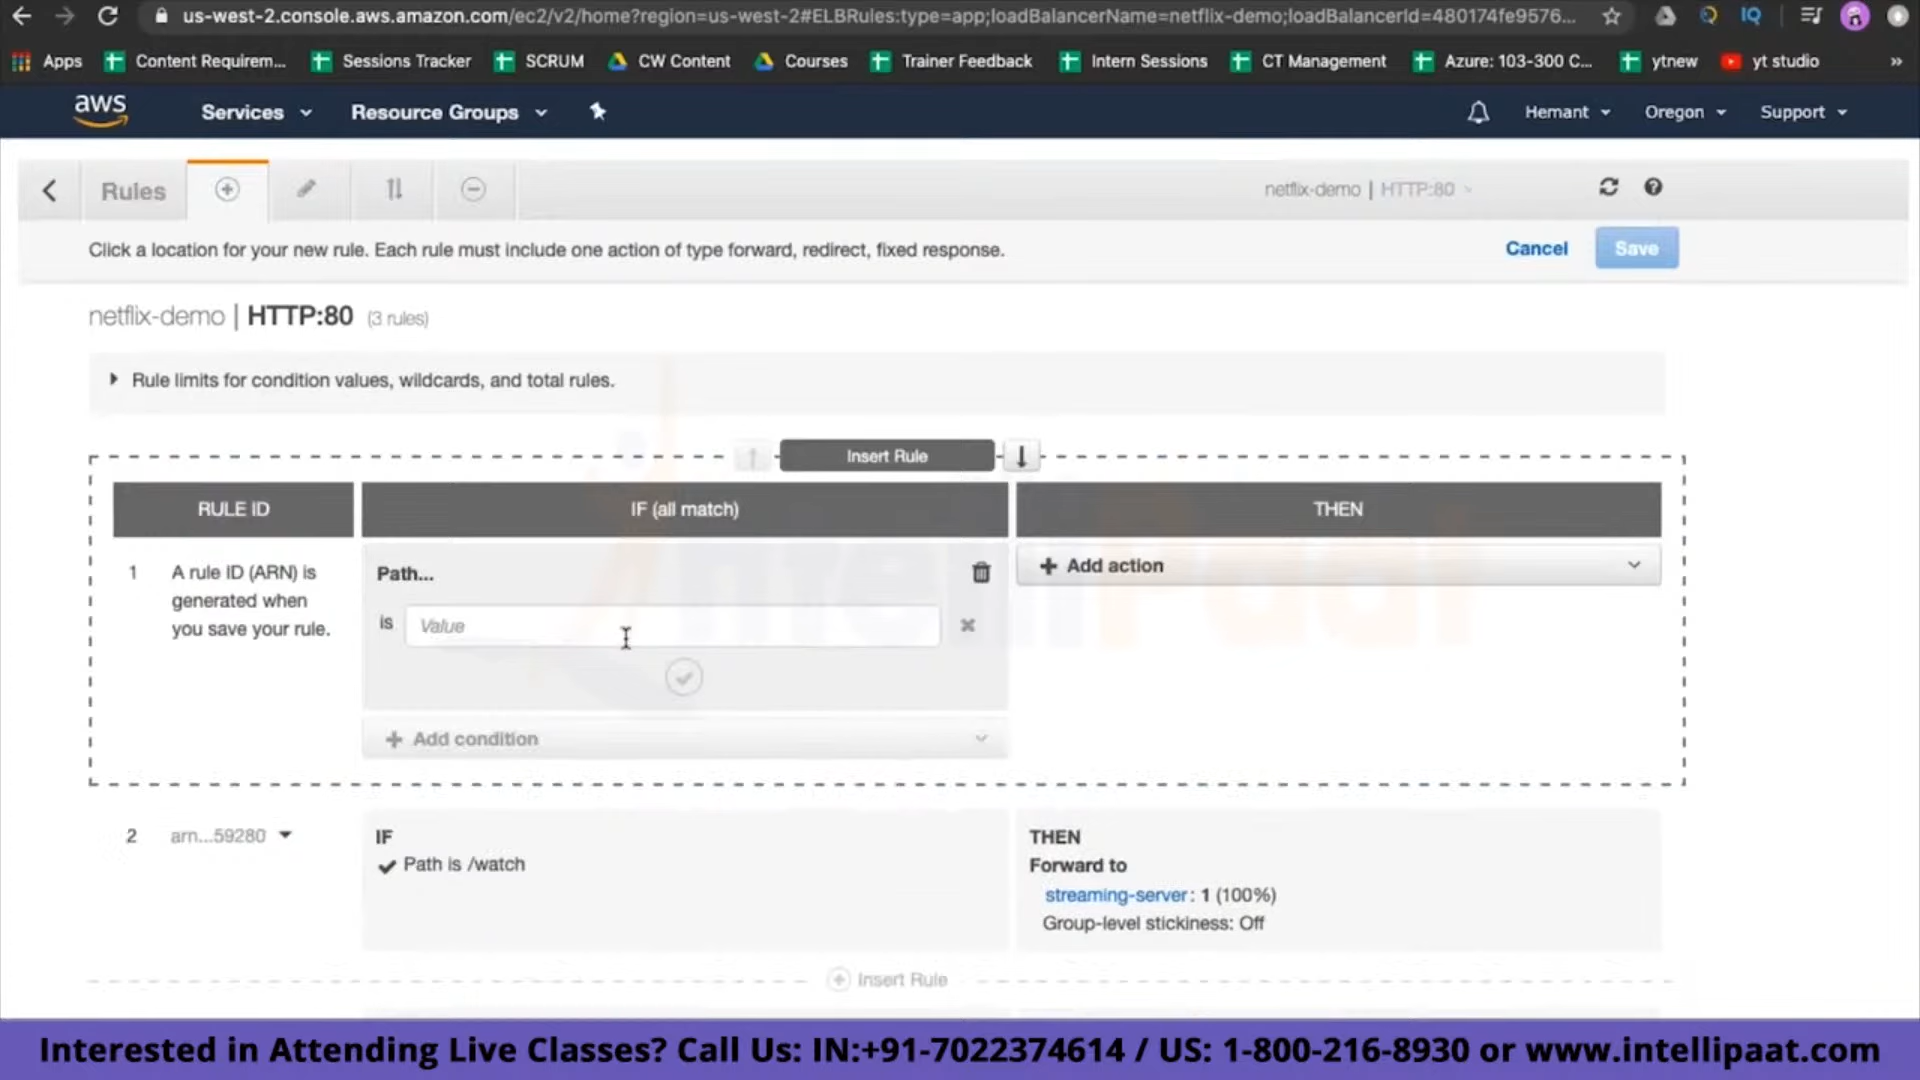 us-west-2.console.aws.amazon.com/ec2/v2/home?region=us-west-2#ELBRules:type=app;loadBalancerName=netflix-demo;loadBalancerId=480174fe9576...
Apps Content Requirem... Sessions Tracker SCRUM CW Content Courses Trainer Feedback Intern Sessions CT Management Azure: 103-300 C... ytnew yt studio »
aws Services Resource Groups Hemant Oregon Support
Rules netflix-demo | HTTP:80
Click a location for your new rule. Each rule must include one action of type forward, redirect, fixed response. Cancel Save
netflix-demo | HTTP:80 (3 rules)
Rule limits for condition values, wildcards, and total rules.
Insert Rule
RULE ID IF (all match) THEN
1 A rule ID (ARN) is generated when you save your rule.
Path...
is Value
+ Add condition
+ Add action
2 arn...59280
IF
Path is /watch
THEN
Forward to
streaming-server: 1 (100%)
Group-level stickiness: Off
Insert Rule
intelliPaat
Interested in Attending Live Classes? Call Us: IN:+91-7022374614 / US: 1-800-216-8930 or www.intellipaat.com